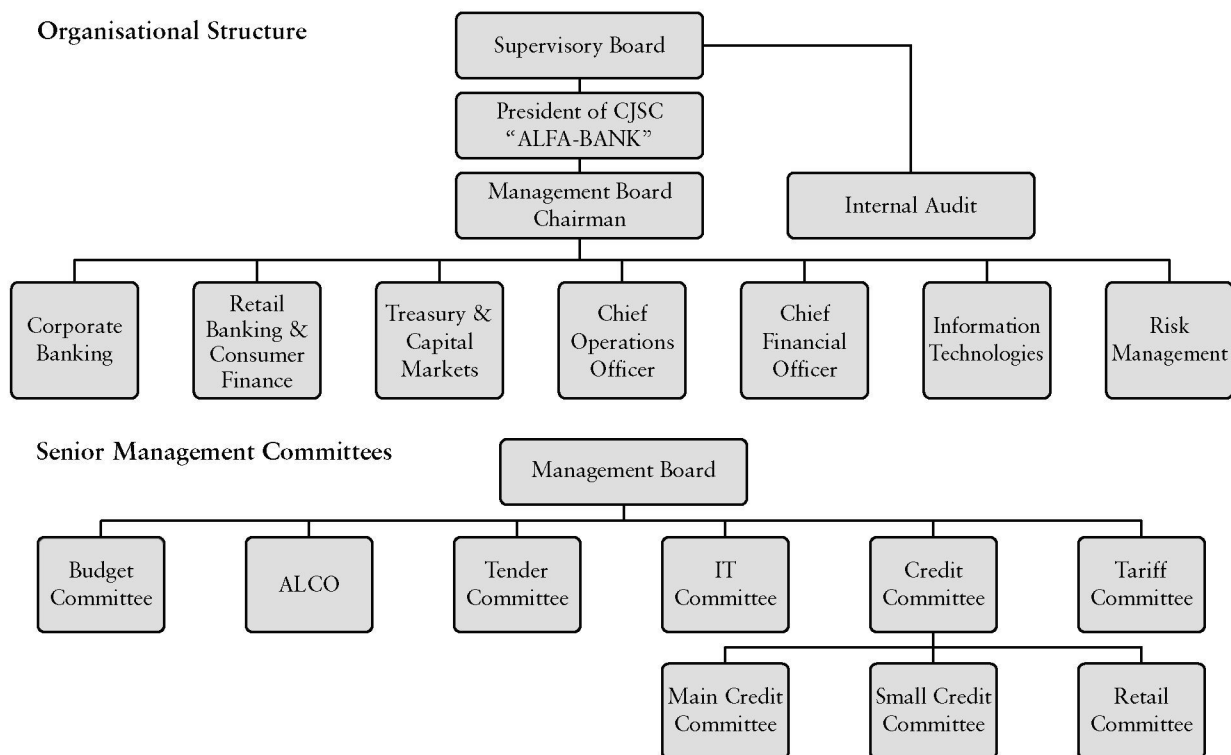 Organisational Structure
Supervisory Board
President of CJSC
“ALFA-BANK”
Management Board
Chairman
Internal Audit
Corporate
Banking
Retail
Banking &
Consumer
Finance
Treasury &
Capital
Markets
Chief
Operations
Officer
Chief
Financial
Officer
Information
Technologies
Risk
Management
Senior Management Committees
Management Board
Budget
Committee
ALCO
Tender
Committee
IT
Committee
Credit
Committee
Tariff
Committee
Main Credit
Committee
Small Credit
Committee
Retail
Committee